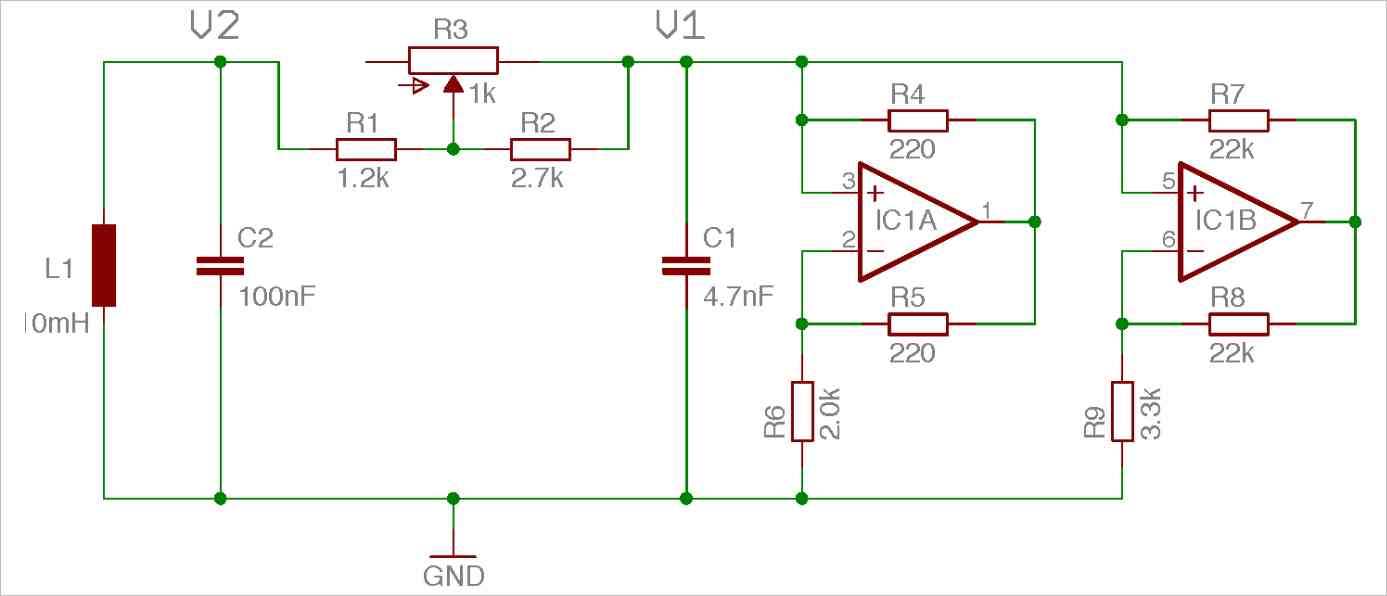 V2
V1
R3
1k
R1
1.2k
R2
2.7k
R4
220
R7
22k
3
+
IC1A
1
2
−
5
+
IC1B
7
6
−
L1
C2
100nF
C1
4.7nF
R5
220
R8
22k
R6
2.0k
R9
3.3k
GND